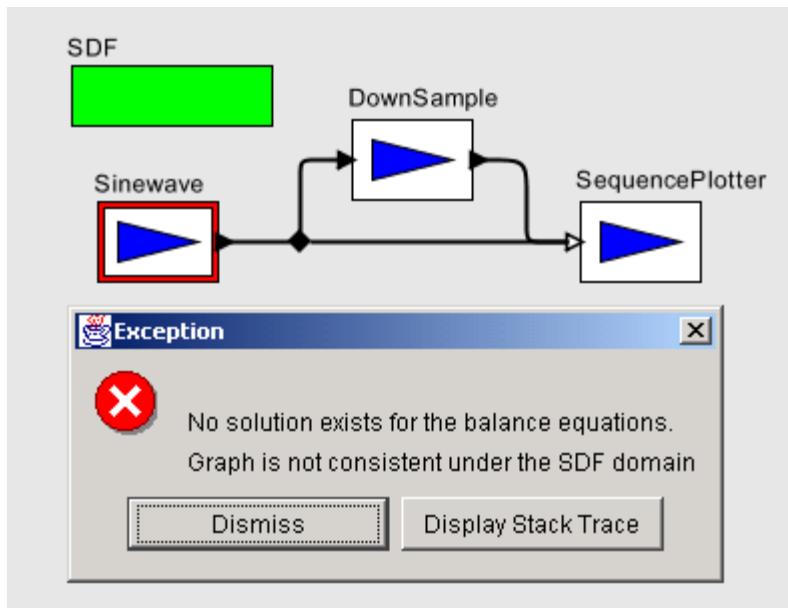 SDF
DownSample
Sinewave
SequencePlotter
Exception
No solution exists for the balance equations.
Graph is not consistent under the SDF domain
Dismiss
Display Stack Trace